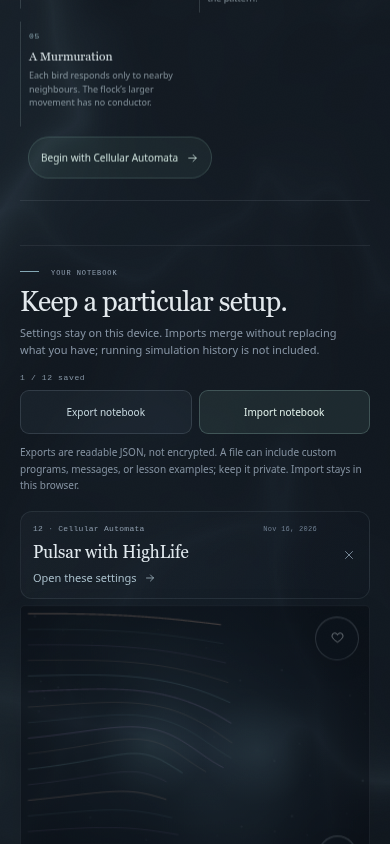 05
A Murmuration
Each bird responds only to nearby
neighbours. The flock's larger
movement has no conductor.
Begin with Cellular Automata →
YOUR NOTEBOOK
Keep a particular setup.
Settings stay on this device. Imports merge without replacing
what you have; running simulation history is not included.
1 / 12 saved
Export notebook
Import notebook
Exports are readable JSON, not encrypted. A file can include custom
programs, messages, or lesson examples; keep it private. Import stays in
this browser.
12 · Cellular Automata
Nov 16, 2026
Pulsar with HighLife
Open these settings →